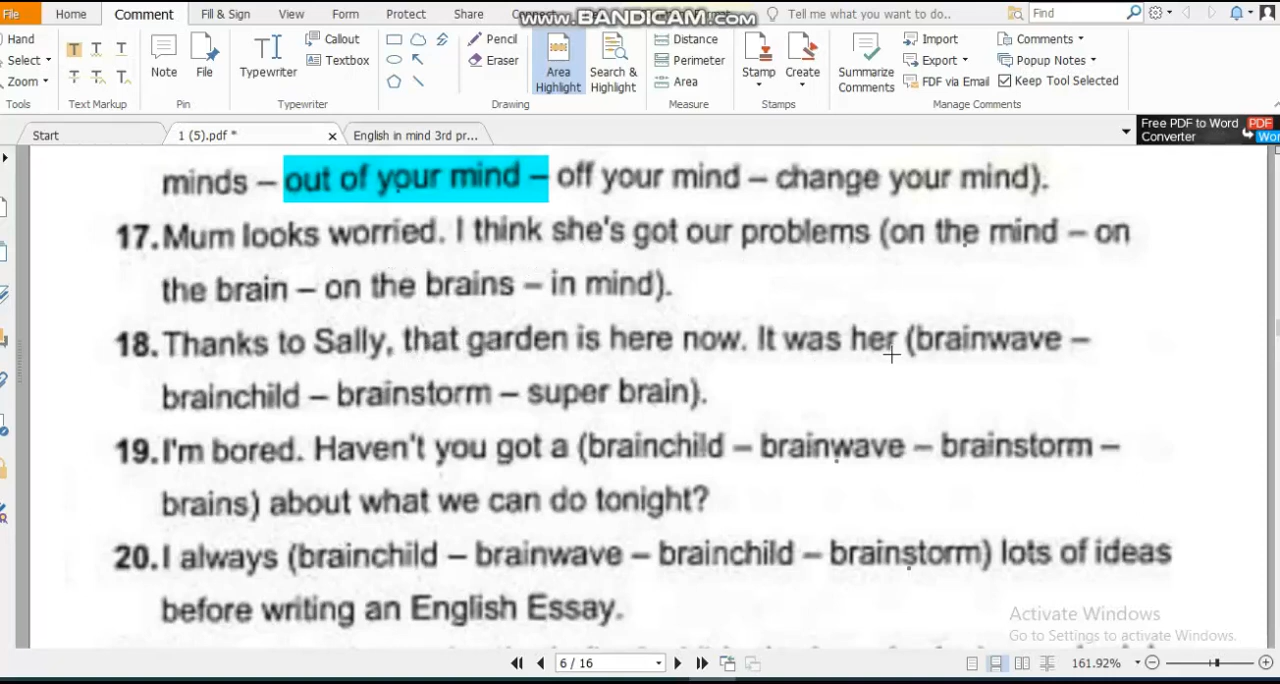 www.BANDICAM.com
File Home Comment Fill & Sign View Form Protect Share Tell me what you want to do.. Find
Hand Select Zoom Note File Typewriter Callout Textbox Pencil Eraser Area Highlight Search & Highlight Distance Perimeter Area Stamp Create Summarize Comments Import Export FDF via Email Comments Popup Notes Keep Tool Selected
Tools Text Markup Pin Typewriter Drawing Measure Stamps Manage Comments
Start 1 (5).pdf * English in mind 3rd pr... Free PDF to Word Converter
minds – out of your mind – off your mind – change your mind).
17. Mum looks worried. I think she's got our problems (on the mind – on
the brain – on the brains – in mind).
18. Thanks to Sally, that garden is here now. It was her (brainwave –
brainchild – brainstorm – super brain).
19. I'm bored. Haven't you got a (brainchild – brainwave – brainstorm –
brains) about what we can do tonight?
20. I always (brainchild – brainwave – brainchild – brainstorm) lots of ideas
before writing an English Essay.
Activate Windows
Go to Settings to activate Windows.
6 / 16 161.92%